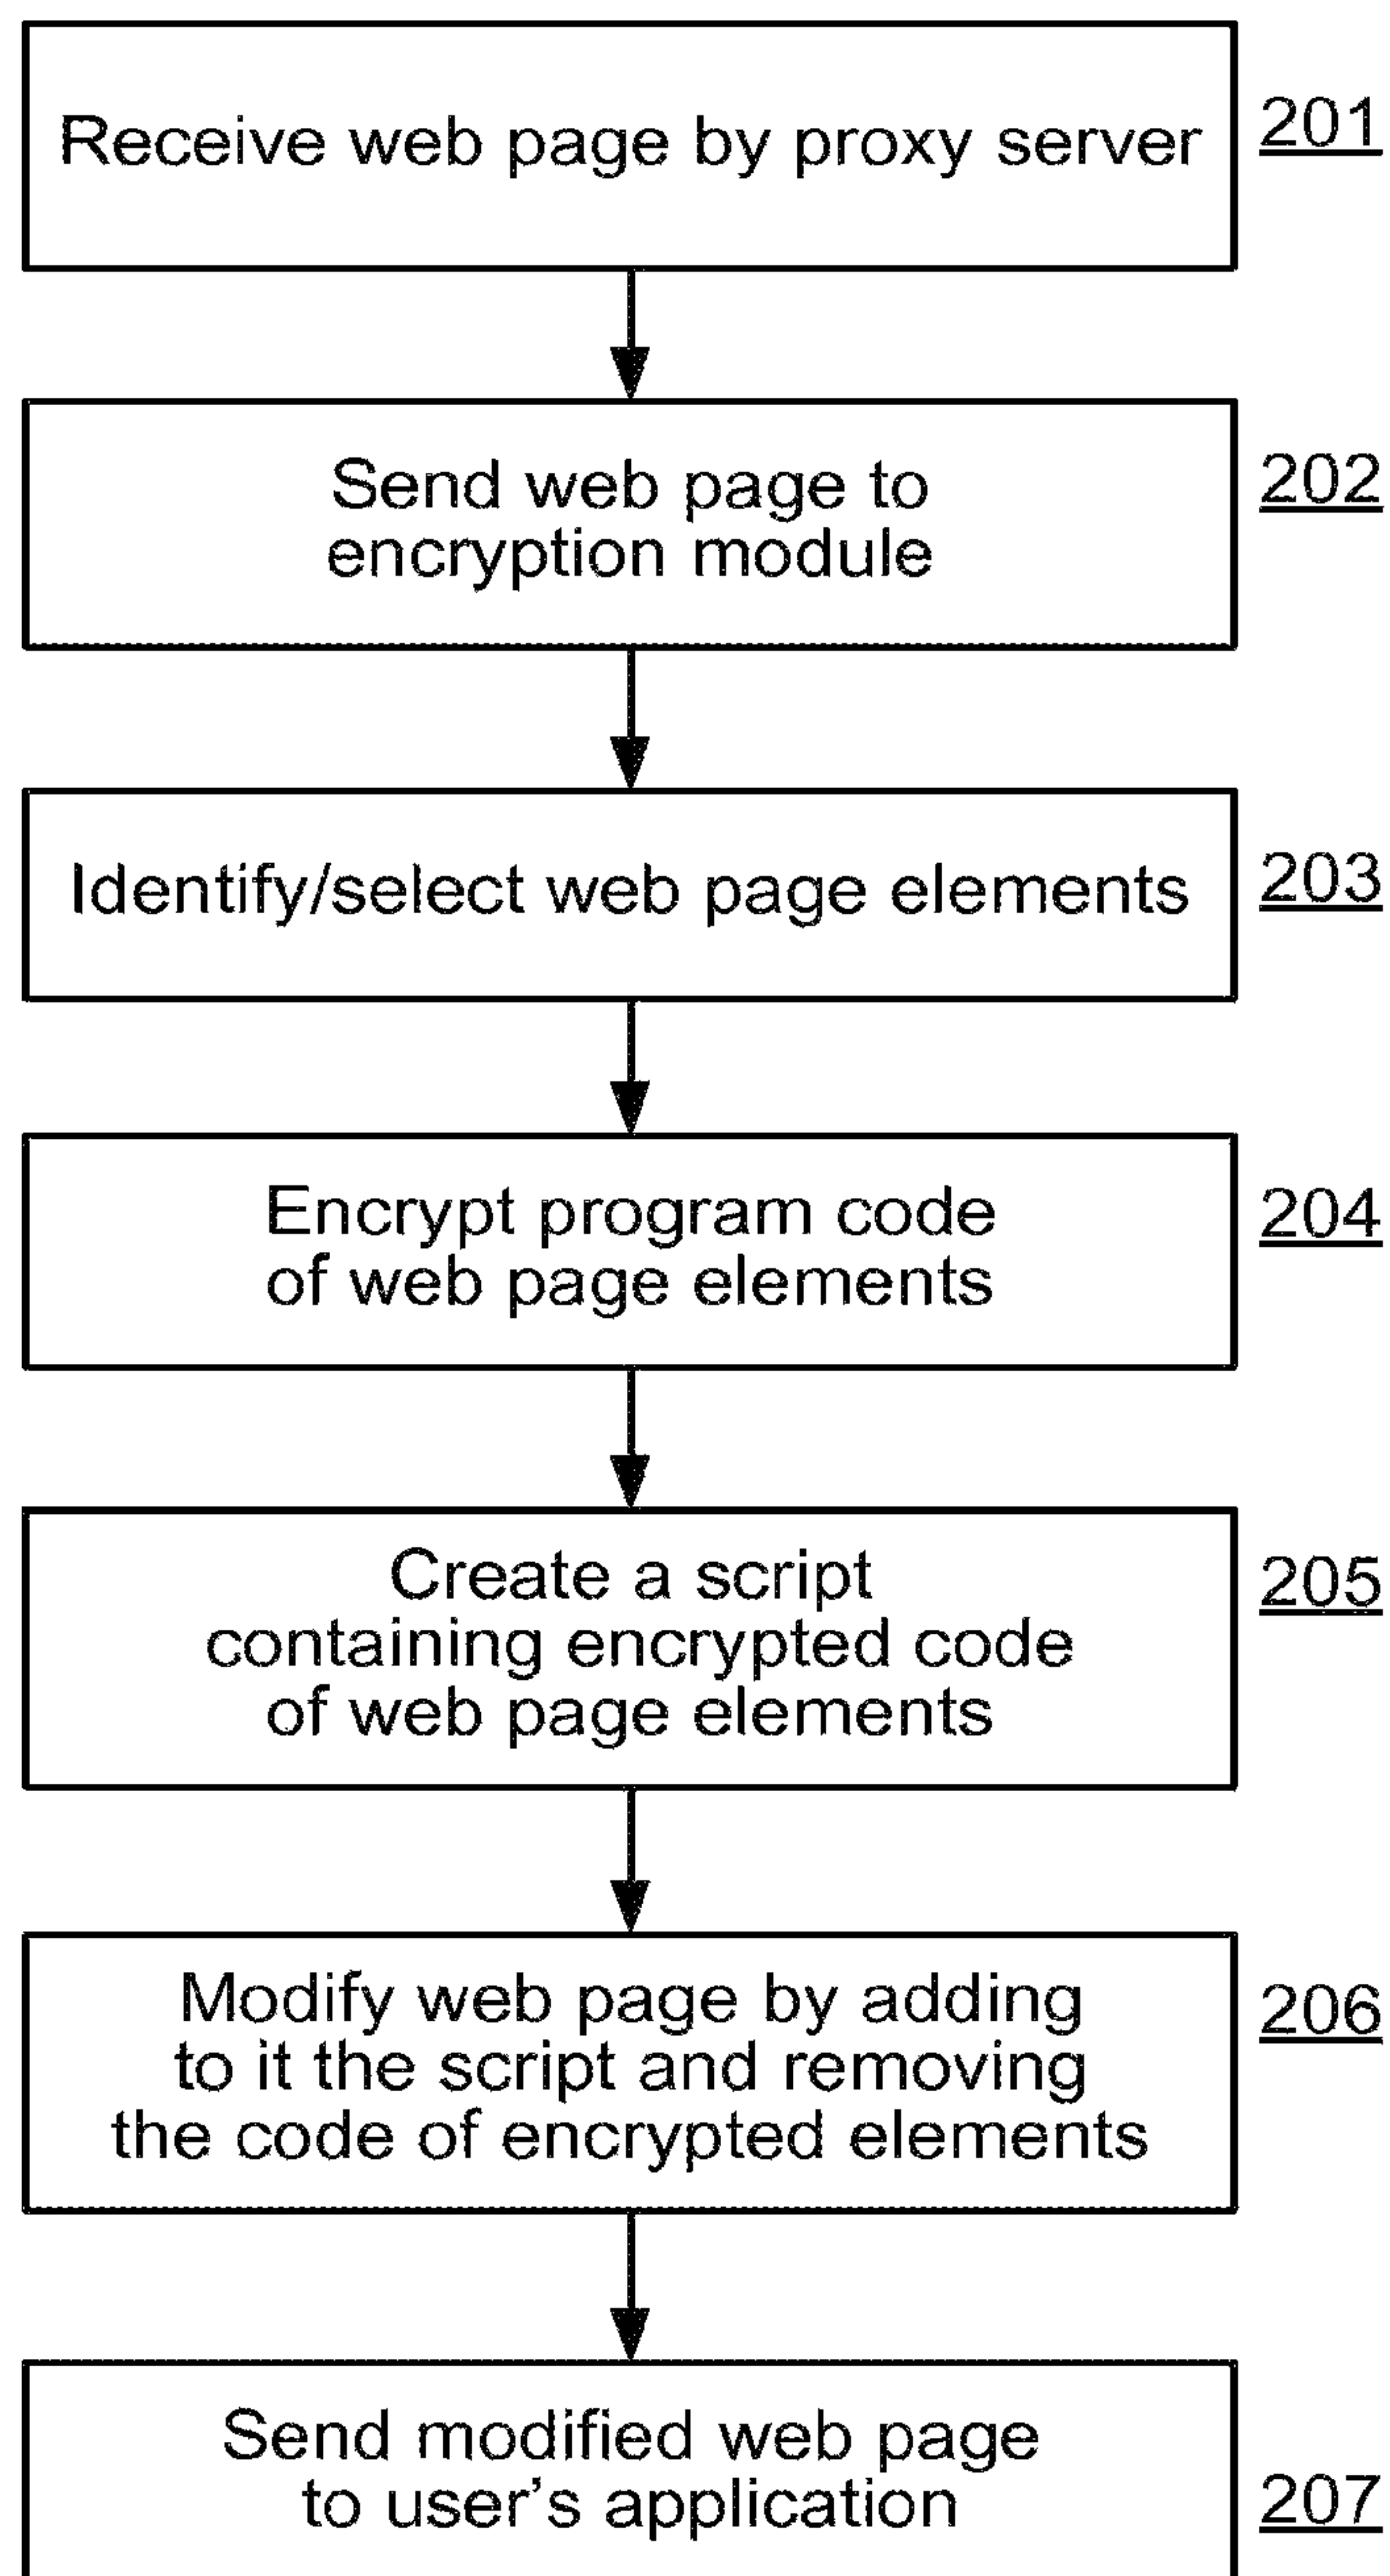 Receive web page by proxy server
201
Send web page to
encryption module
202
Identify/select web page elements
203
Encrypt program code
of web page elements
204
Create a script
containing encrypted code
of web page elements
205
Modify web page by adding
to it the script and removing
the code of encrypted elements
206
Send modified web page
to user's application
207